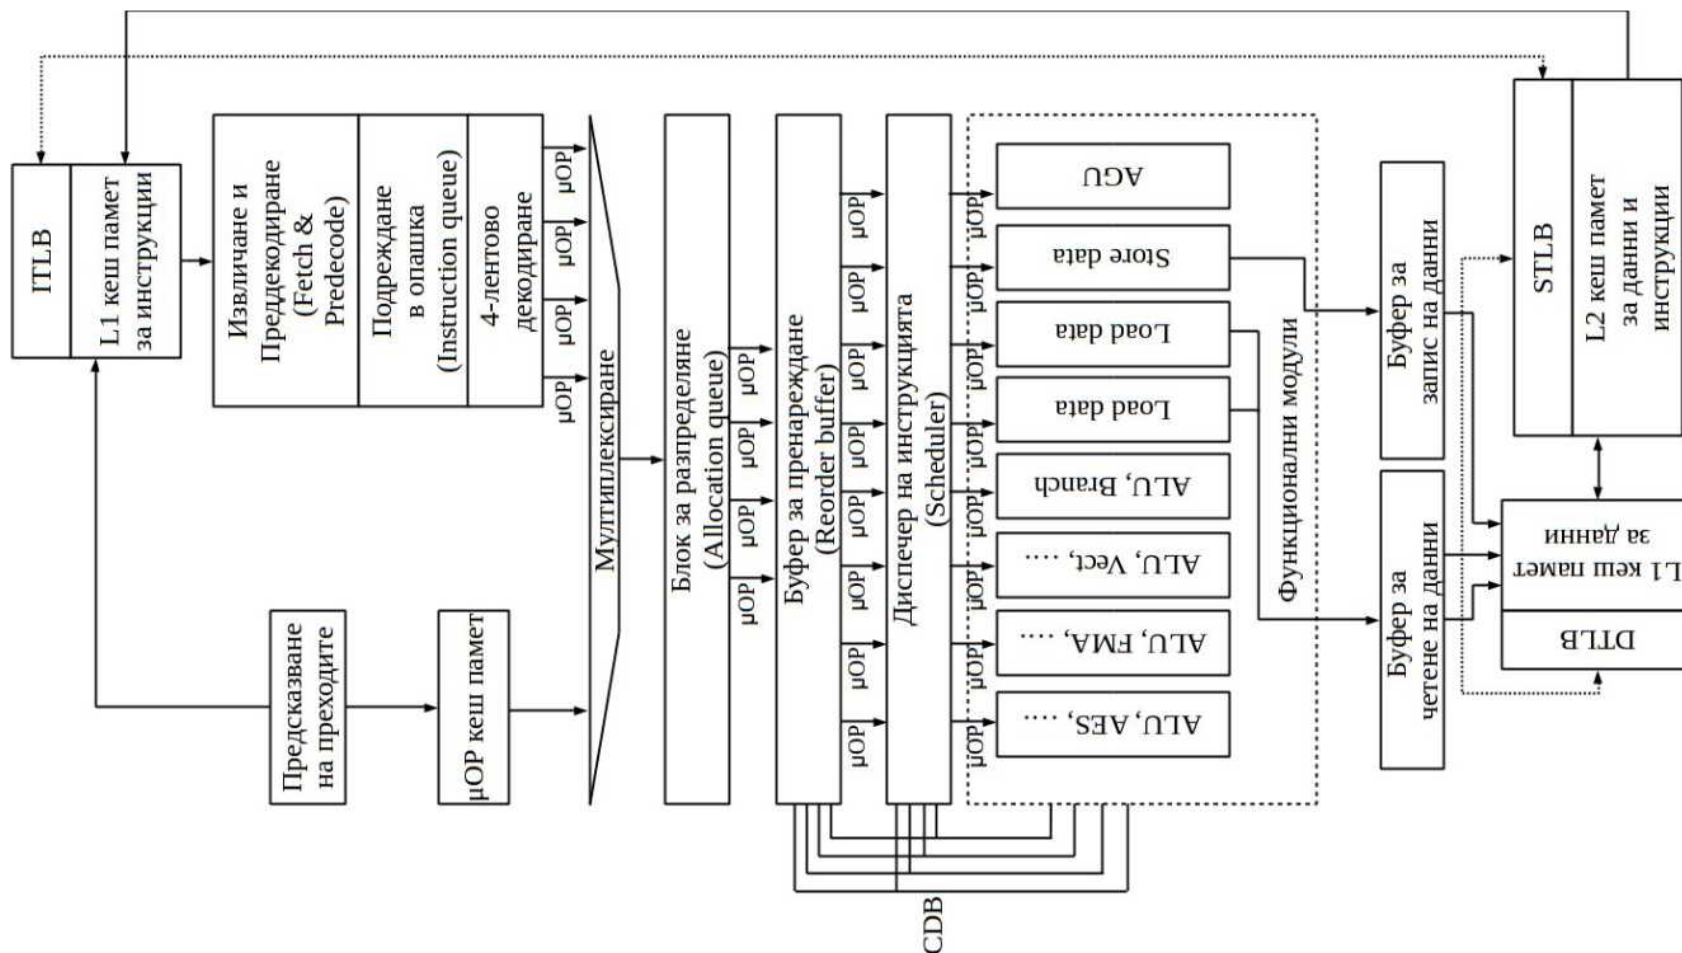 ITLB
L1 кеш памет
за инструкции
Извличане и
Преддекодиране
(Fetch &
Predecode)
Подреждане
в опашка
(Instruction queue)
4-лентово
декодиране
μOP
μOP
μOP
μOP
Предсказване
на преходите
μOP кеш памет
Мултиплексиране
Блок за разпределяне
(Allocation queue)
μOP
μOP
μOP
μOP
Буфер за пренареждане
(Reorder buffer)
μOP
μOP
μOP
μOP
μOP
μOP
μOP
μOP
Диспечер на инструкцията
(Scheduler)
μOP
μOP
μOP
μOP
μOP
μOP
μOP
μOP
AGU
Store data
Load data
Load data
ALU, Branch
ALU, Vect, ....
ALU, FMA, ....
ALU, AES, ....
Функционални модули
CDB
Буфер за
запис на данни
Буфер за
четене на данни
STLB
L2 кеш памет
за дании и
инструкции
L1 кеш памет
за данни
DTLB